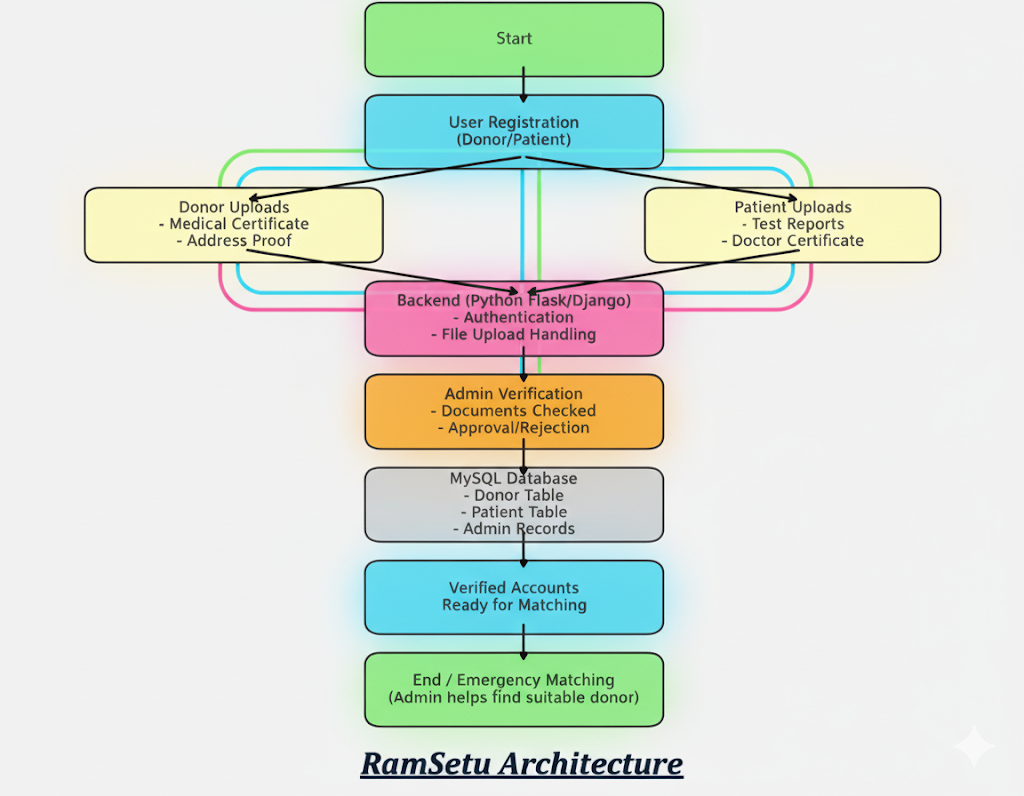 Start
User Registration
(Donor/Patient)
Donor Uploads
- Medical Certificate
- Address Proof
Patient Uploads
- Test Reports
- Doctor Certificate
Backend (Python Flask/Django)
- Authentication
- File Upload Handling
Admin Verification
- Documents Checked
- Approval/Rejection
MySQL Database
- Donor Table
- Patient Table
- Admin Records
Verified Accounts
Ready for Matching
End / Emergency Matching
(Admin helps find suitable donor)
RamSetu Architecture